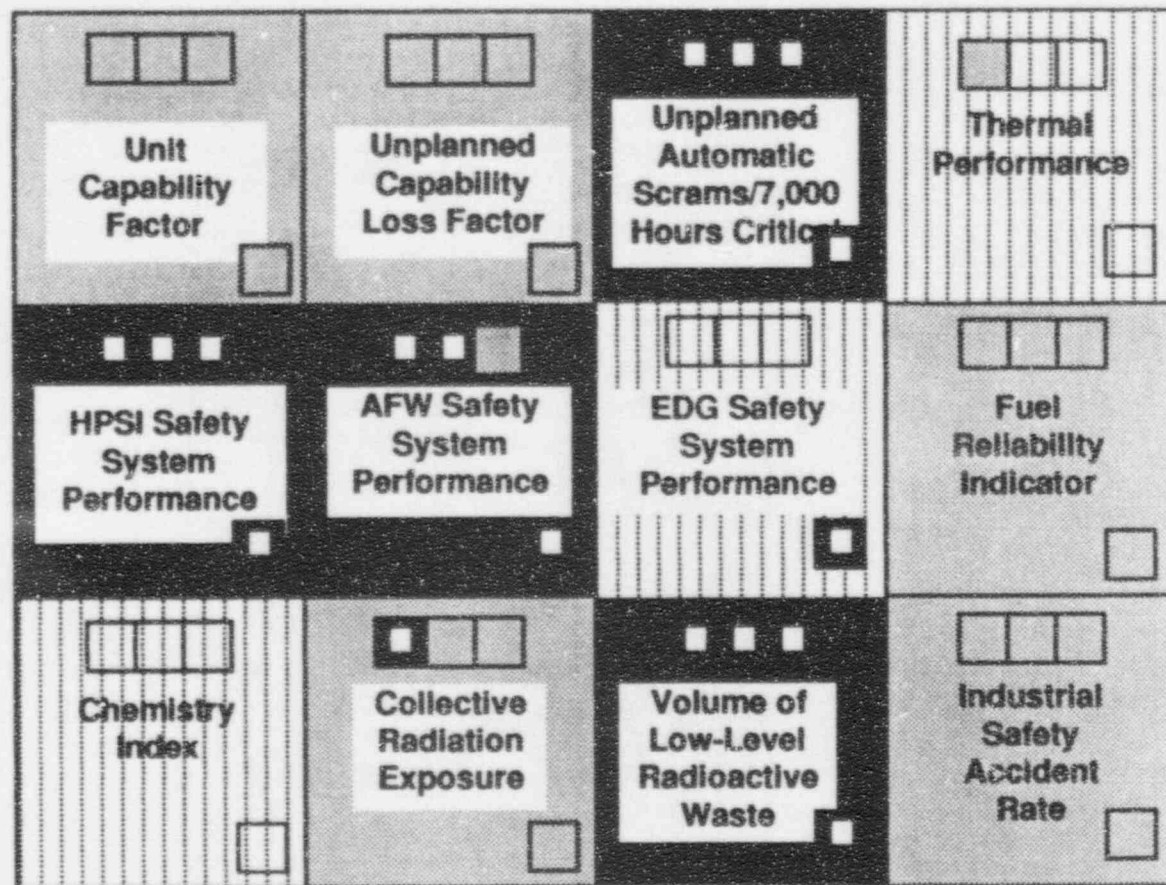 Unit
Capability
Factor
Unplanned
Capability
Loss Factor
Unplanned
Automatic
Scrams/7,000
Hours Critical
Thermal
Performance
HPSI Safety
System
Performance
AFW Safety
System
Performance
EDG Safety
System
Performance
Fuel
Reliability
Indicator
Chemistry
Index
Collective
Radiation
Exposure
Volume of
Low-Level
Radioactive
Waste
Industrial
Safety
Accident
Rate